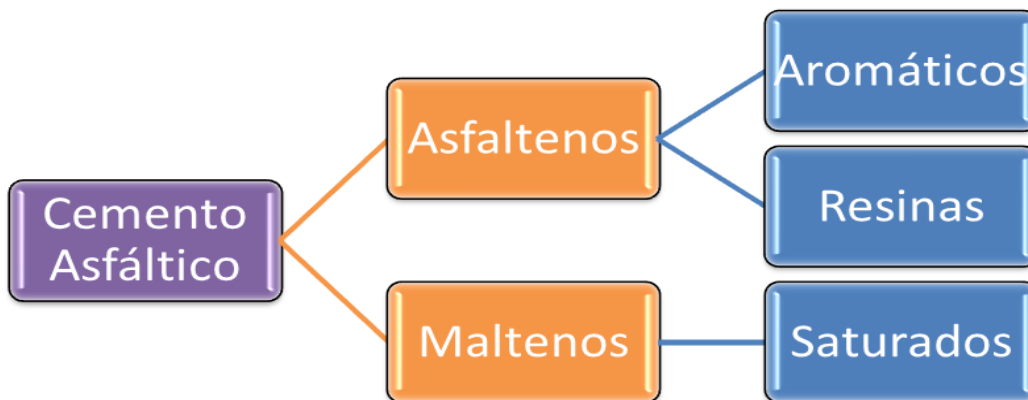 Cemento
Asfáltico
Asfaltenos
Maltenos
Aromáticos
Resinas
Saturados